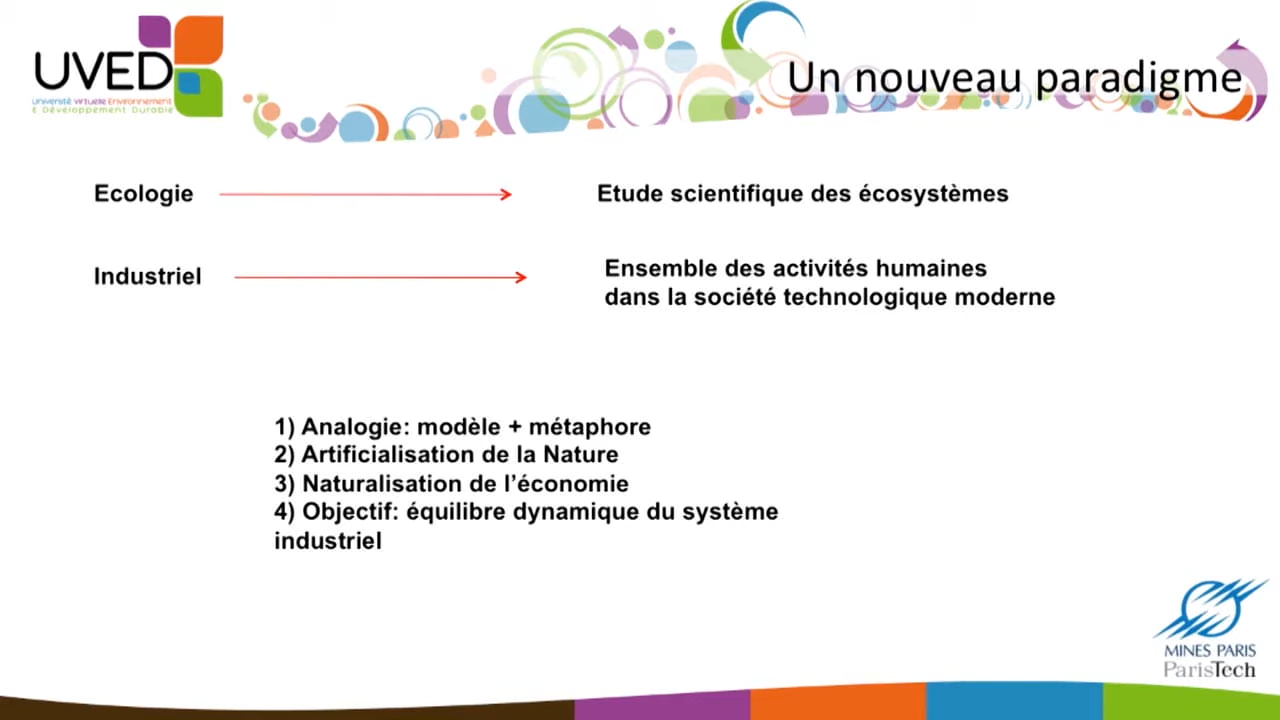 UVED
Université Virtuelle Environnement
& Développement Durable
Un nouveau paradigme
Ecologie
Etude scientifique des écosystèmes
Industriel
Ensemble des activités humaines
dans la société technologique moderne
1) Analogie: modèle + métaphore
2) Artificialisation de la Nature
3) Naturalisation de l’économie
4) Objectif: équilibre dynamique du système
industriel
MINES PARIS
ParisTech